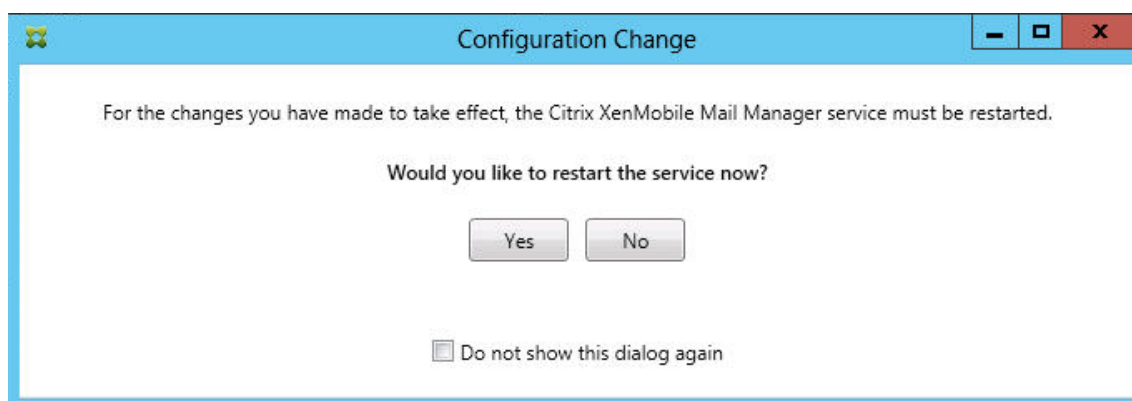 Configuration Change
For the changes you have made to take effect, the Citrix XenMobile Mail Manager service must be restarted.
Would you like to restart the service now?
Yes No
Do not show this dialog again